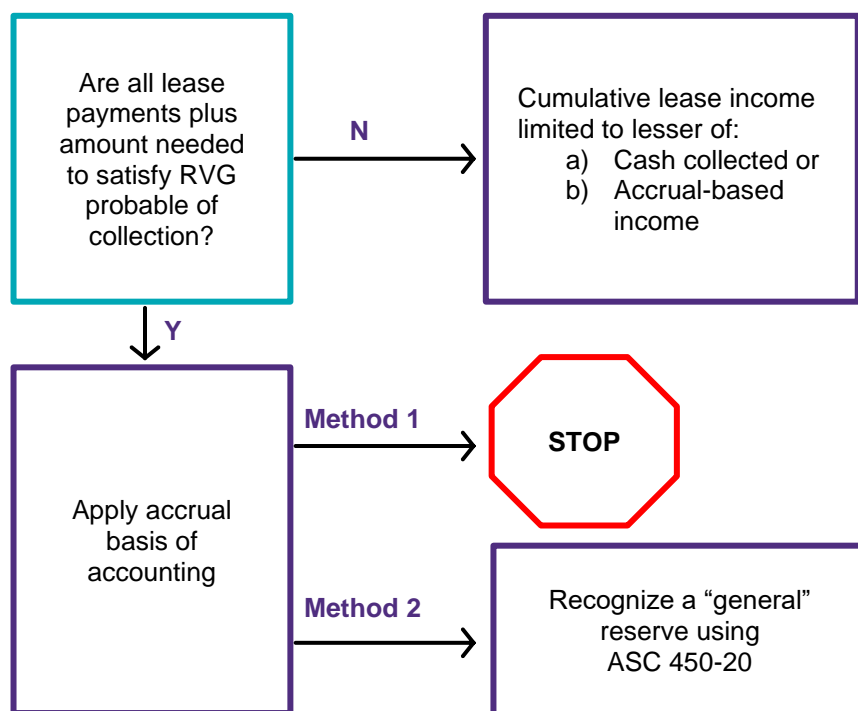 Are all lease
payments plus
amount needed
to satisfy RVG
probable of
collection?
N
Cumulative lease income
limited to lesser of:
a) Cash collected or
b) Accrual-based
income
Y
Apply accrual
basis of
accounting
Method 1
STOP
Method 2
Recognize a “general”
reserve using
ASC 450-20